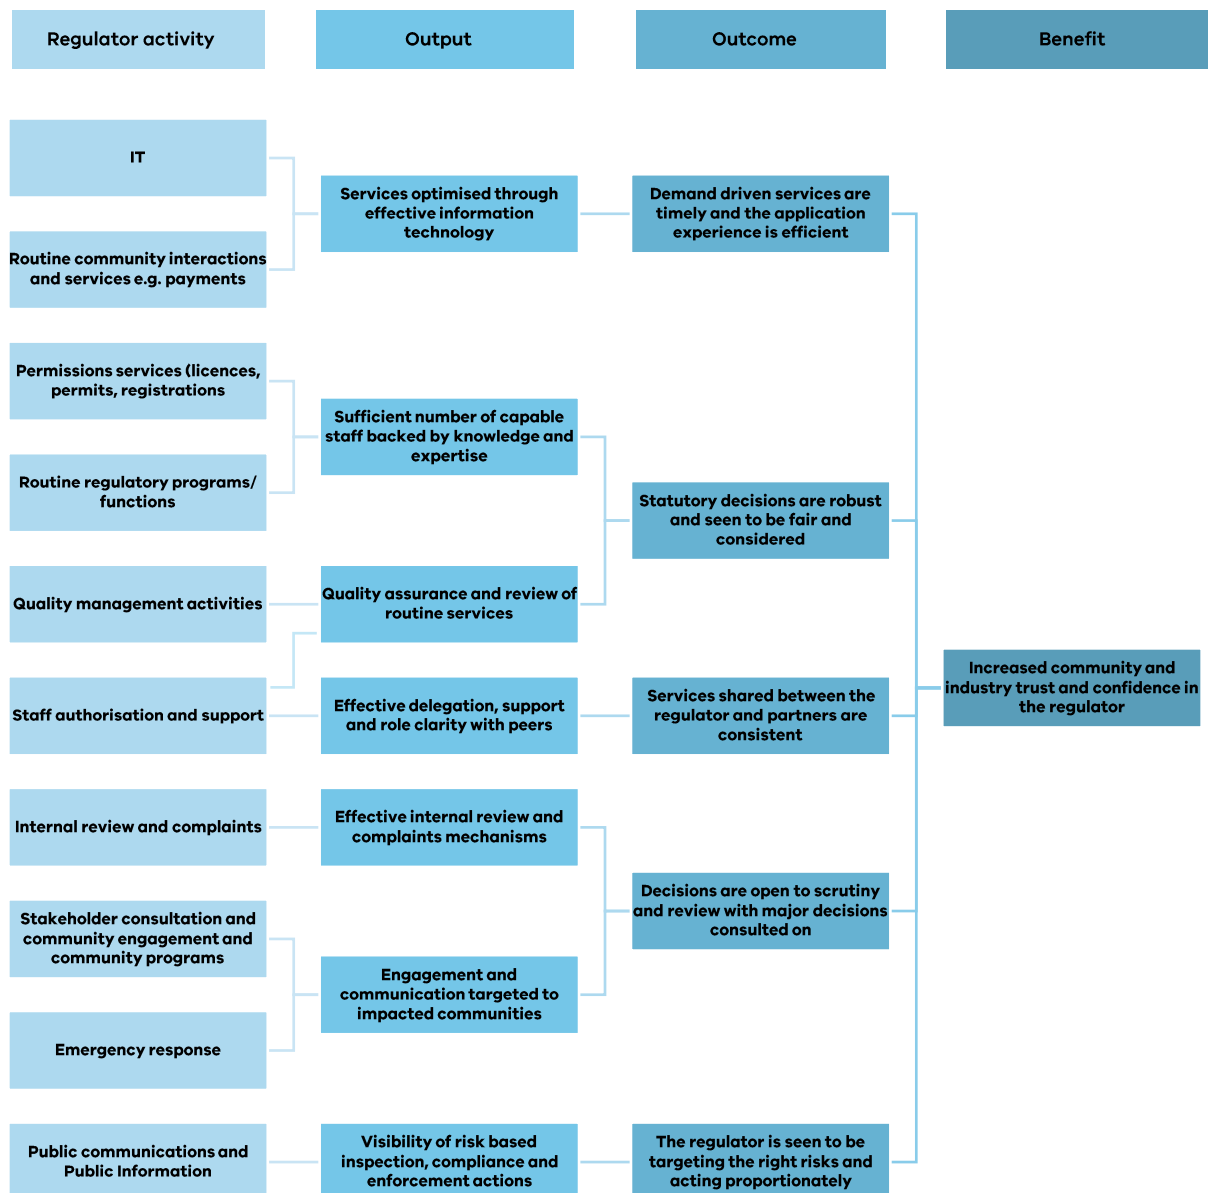 Regulator activity
Output
Outcome
Benefit
IT
Routine community interactions
and services e.g. payments
Services optimised through
effective information
technology
Demand driven services are
timely and the application
experience is efficient
Permissions services (licences,
permits, registrations
Routine regulatory programs/
functions
Sufficient number of capable
staff backed by knowledge and
expertise
Quality management activities
Quality assurance and review of
routine services
Statutory decisions are robust
and seen to be fair and
considered
Staff authorisation and support
Effective delegation, support
and role clarity with peers
Services shared between the
regulator and partners are
consistent
Increased community and
industry trust and confidence in
the regulator
Internal review and complaints
Effective internal review and
complaints mechanisms
Stakeholder consultation and
community engagement and
community programs
Emergency response
Engagement and
communication targeted to
impacted communities
Decisions are open to scrutiny
and review with major decisions
consulted on
Public communications and
Public Information
Visibility of risk based
inspection, compliance and
enforcement actions
The regulator is seen to be
targeting the right risks and
acting proportionately